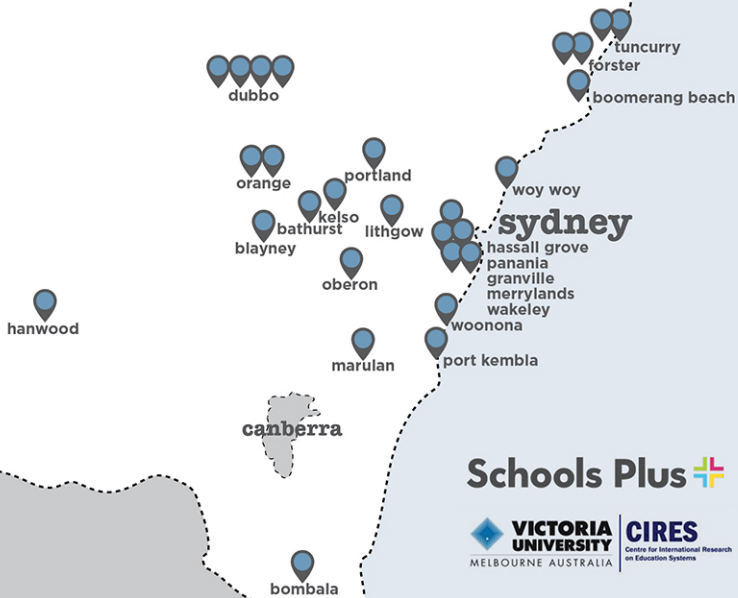 tuncurry
forster
boomerang beach
dubbo
portland
orange
woy woy
kelso
bathurst
lithgow
sydney
blayney
hassall grove
panania
granville
merrylands
wakeley
oberon
hanwood
woonona
port kembla
marulan
canberra
Schools Plus
VICTORIA
UNIVERSITY
MELBOURNE AUSTRALIA
CIRES
Centre for International Research
on Education Systems
bombala